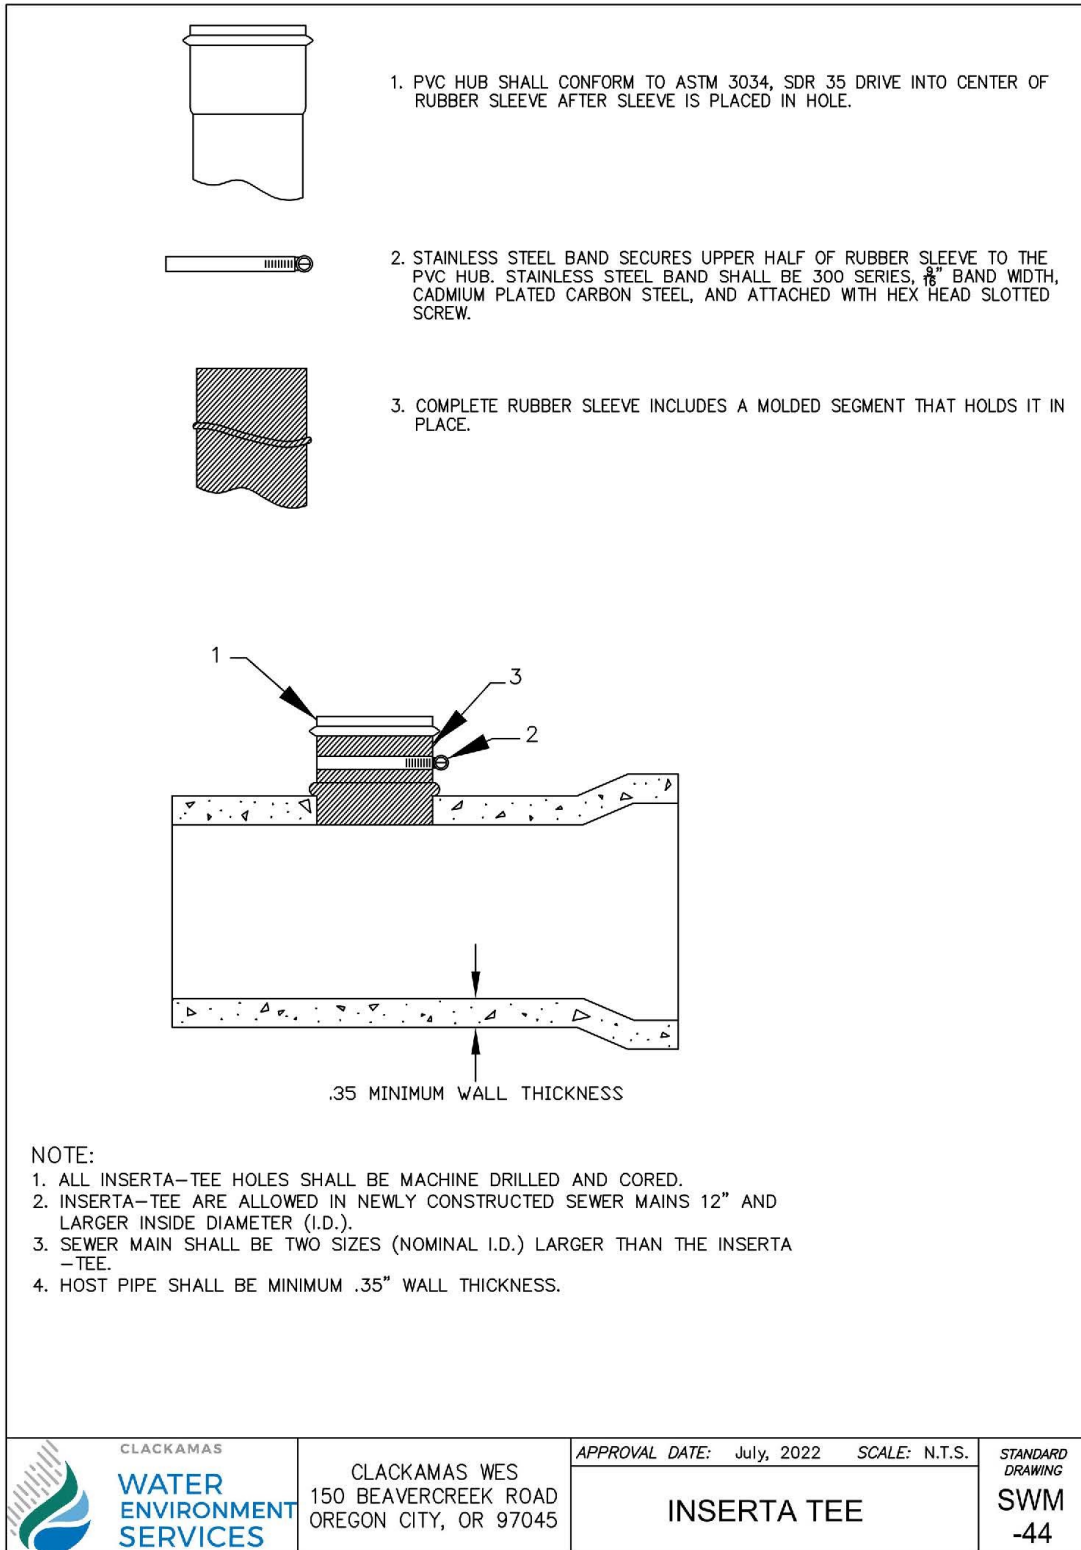 1. PVC HUB SHALL CONFORM TO ASTM 3034, SDR 35 DRIVE INTO CENTER OF
RUBBER SLEEVE AFTER SLEEVE IS PLACED IN HOLE.
2. STAINLESS STEEL BAND SECURES UPPER HALF OF RUBBER SLEEVE TO THE
PVC HUB. STAINLESS STEEL BAND SHALL BE 300 SERIES, 9/16" BAND WIDTH,
CADMIUM PLATED CARBON STEEL, AND ATTACHED WITH HEX HEAD SLOTTED
SCREW.
3. COMPLETE RUBBER SLEEVE INCLUDES A MOLDED SEGMENT THAT HOLDS IT IN
PLACE.
1
3
2
.35 MINIMUM WALL THICKNESS
NOTE:
1. ALL INSERTA-TEE HOLES SHALL BE MACHINE DRILLED AND CORED.
2. INSERTA-TEE ARE ALLOWED IN NEWLY CONSTRUCTED SEWER MAINS 12" AND
LARGER INSIDE DIAMETER (I.D.).
3. SEWER MAIN SHALL BE TWO SIZES (NOMINAL I.D.) LARGER THAN THE INSERTA
-TEE.
4. HOST PIPE SHALL BE MINIMUM .35" WALL THICKNESS.
CLACKAMAS
WATER
ENVIRONMENT
SERVICES
CLACKAMAS WES
150 BEAVERCREEK ROAD
OREGON CITY, OR 97045
APPROVAL DATE: July, 2022 SCALE: N.T.S.
INSERTA TEE
STANDARD
DRAWING
SWM
-44